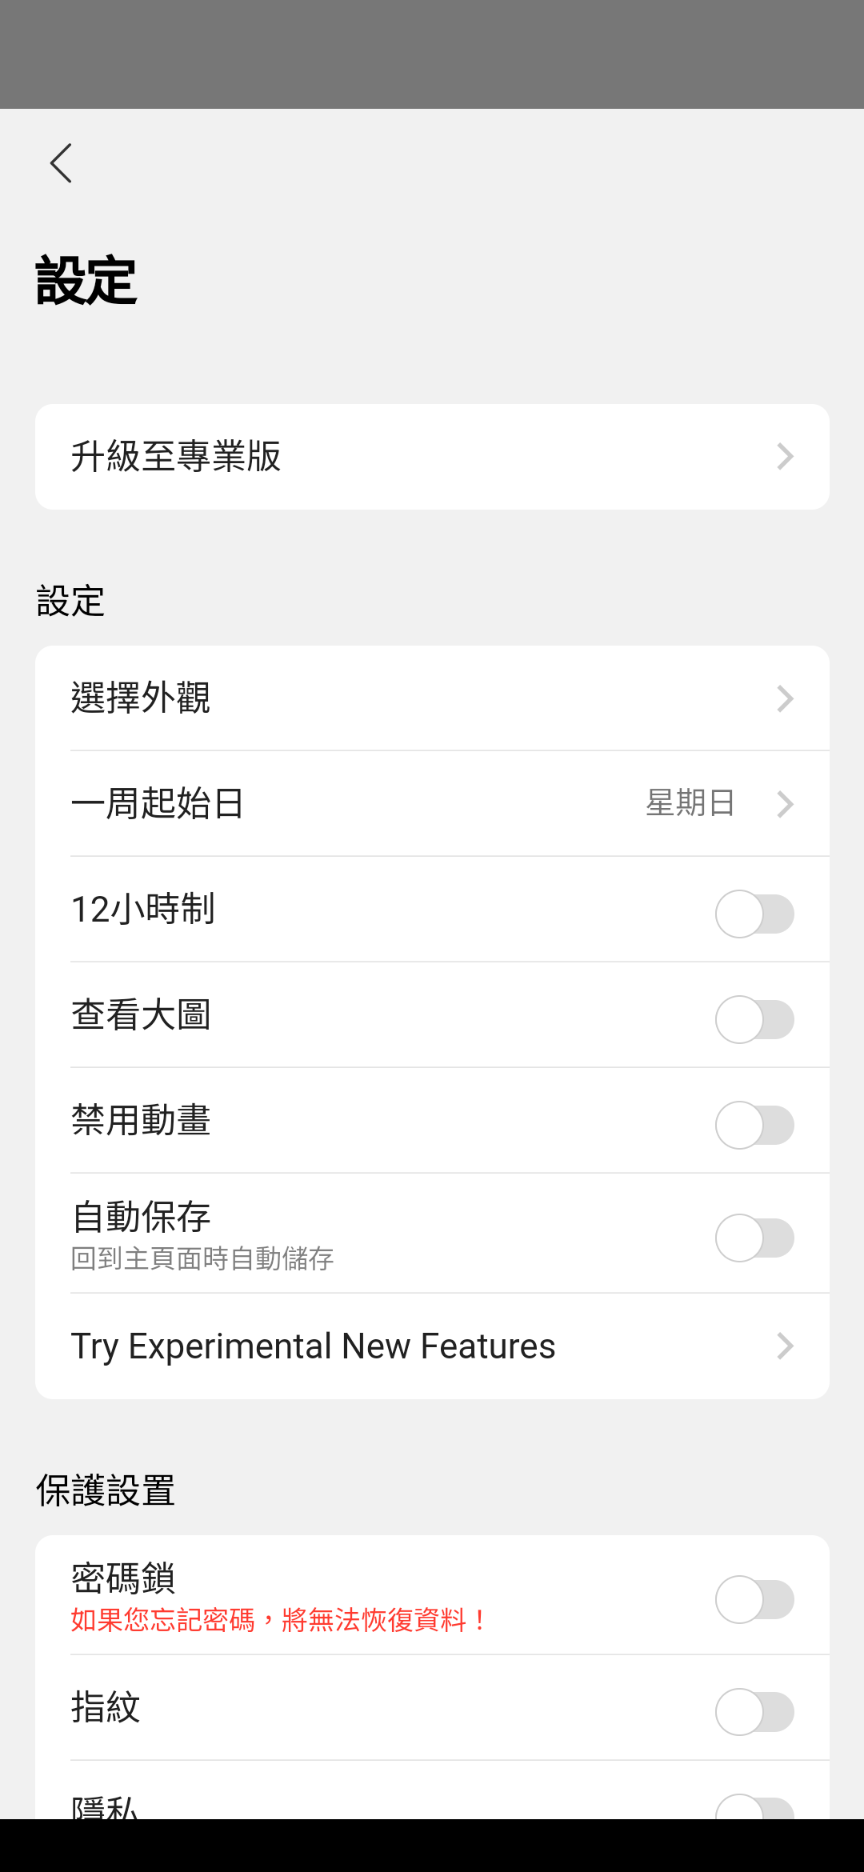 設定
升級至專業版
設定
選擇外觀
一周起始日 星期日
12小時制
查看大圖
禁用動畫
自動保存
回到主頁面時自動儲存
Try Experimental New Features
保護設置
密碼鎖
如果您忘記密碼，將無法恢復資料！
指紋
隱私